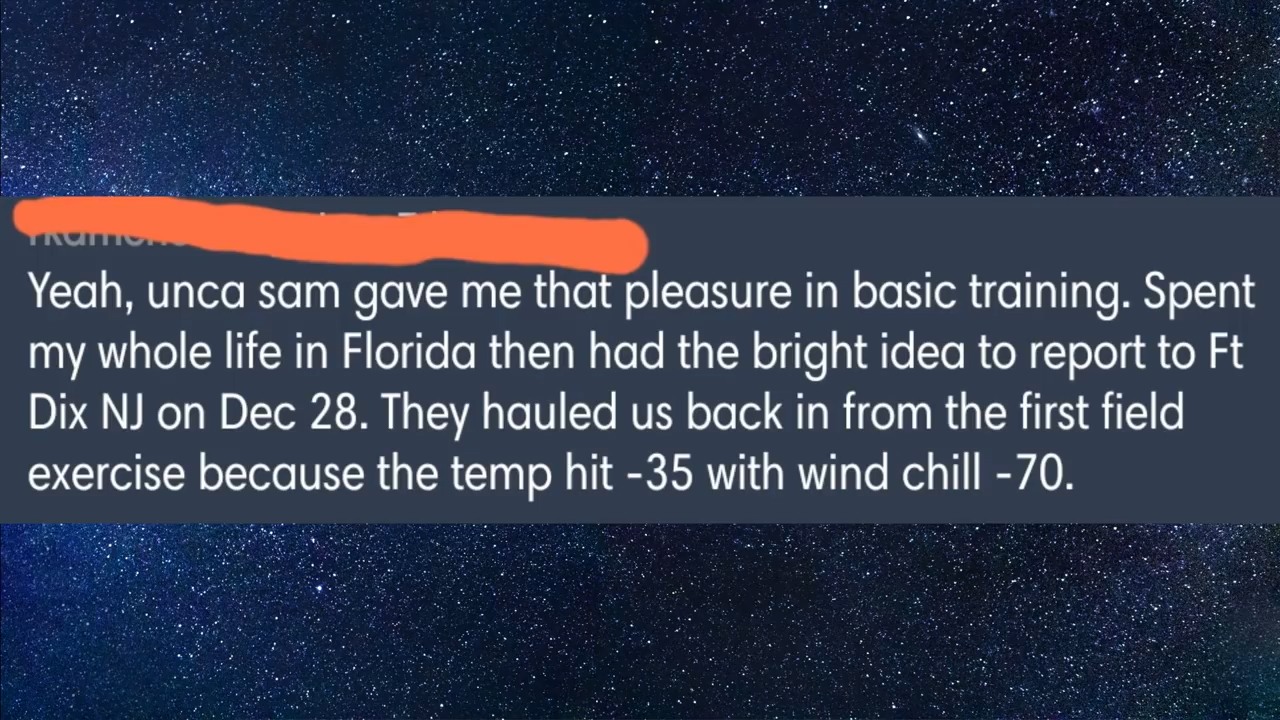 Yeah, unca sam gave me that pleasure in basic training. Spent
my whole life in Florida then had the bright idea to report to Ft
Dix NJ on Dec 28. They hauled us back in from the first field
exercise because the temp hit -35 with wind chill -70.